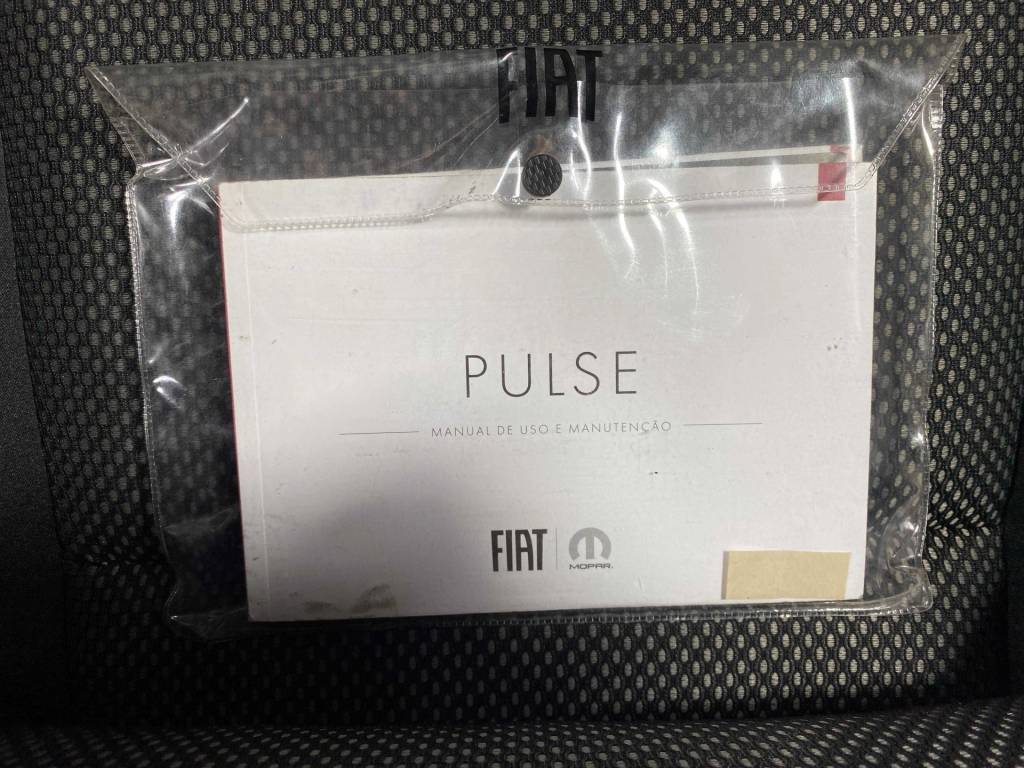 FIAT
PULSE
MANUAL DE USO E MANUTENÇÃO
FIAT
MOPAR.